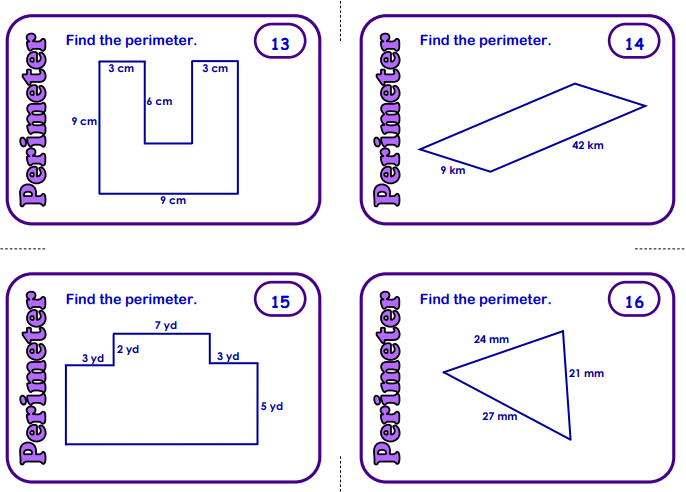 Perimeter
Find the perimeter.
13
3 cm
3 cm
6 cm
9 cm
9 cm
Perimeter
Find the perimeter.
14
42 km
9 km
Perimeter
Find the perimeter.
15
7 yd
2 yd
3 yd
3 yd
5 yd
Perimeter
Find the perimeter.
16
24 mm
21 mm
27 mm